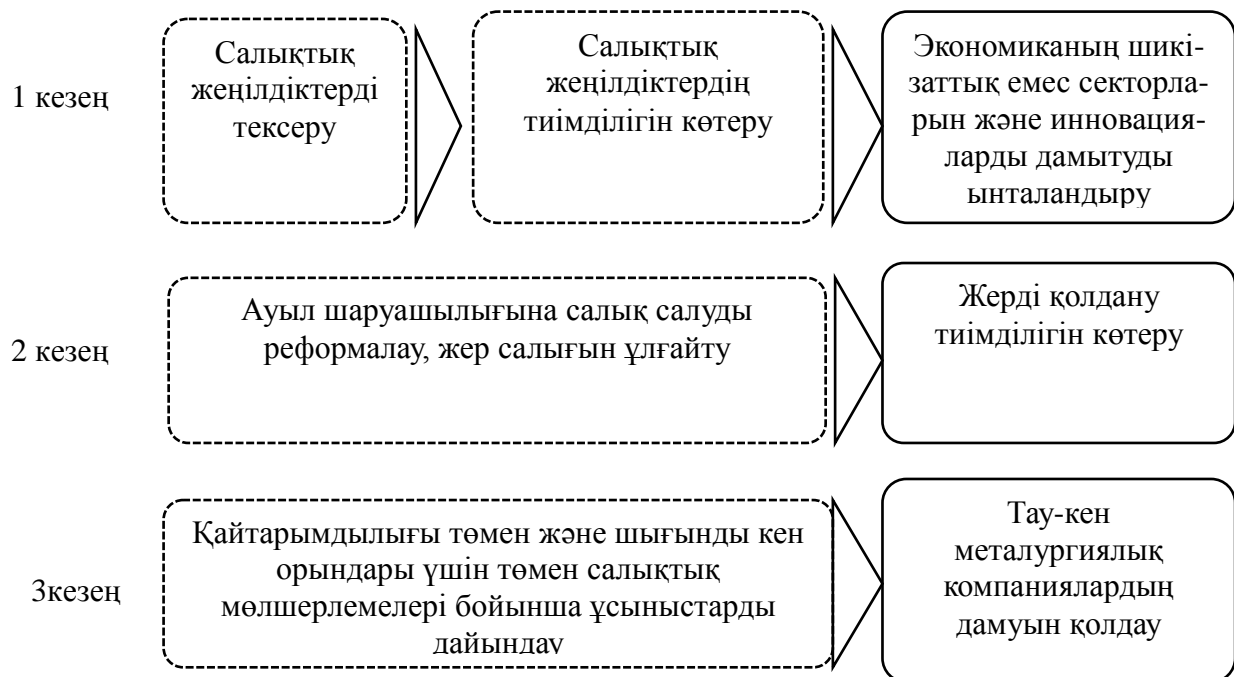 1 кезең
Салықтық
жеңілдіктерді
тексеру
Салықтық
жеңілдіктердің
тиімділігін көтеру
Экономиканың шикі-
заттық емес секторла-
рын және инновация-
ларды дамытуды
ынталандыру
2 кезең
Ауыл шаруашылығына салық салуды
реформалау, жер салығын ұлғайту
Жерді қолдану
тиімділігін көтеру
3кезең
Қайтарымдылығы төмен және шығынды кен
орындары үшін төмен салықтық
мөлшерлемелері бойынша ұсыныстарды
дайындау
Тау-кен
металургиялық
компаниялардың
дамуын қолдау